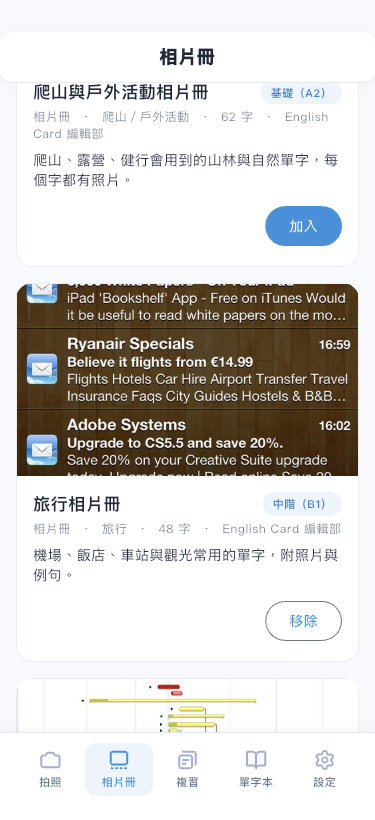 相片冊
爬山與戶外活動相片冊
基礎（A2）
相片冊 · 爬山 / 戶外活動 · 62 字 · English
Card 編輯部
爬山、露營、健行會用到的山林與自然單字，每
個字都有照片。
加入
iPad 'Bookshelf' App - Free on iTunes Would
it be useful to read white papers on the mo…
Ryanair Specials 16:59
Believe it flights from €14.99
Flights Hotels Car Hire Airport Transfer Travel
Insurance Faqs City Guides Hostels & B&B…
Adobe Systems 16:02
Upgrade to CS5.5 and save 20%.
Save 20% on your Creative Suite upgrade
旅行相片冊
中階（B1）
相片冊 · 旅行 · 48 字 · English Card 編輯部
機場、飯店、車站與觀光常用的單字，附照片與
例句。
移除
拍照
相片冊
複習
單字本
設定